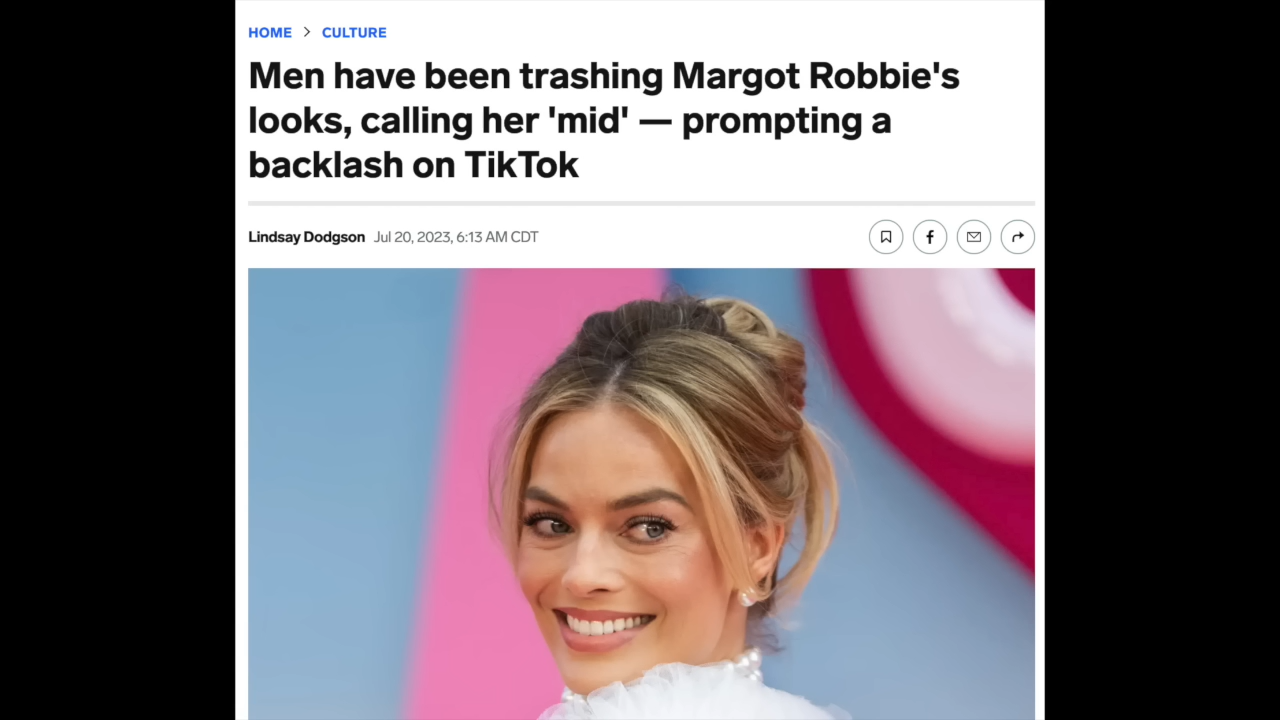 HOME > CULTURE
Men have been trashing Margot Robbie's
looks, calling her 'mid' — prompting a
backlash on TikTok
Lindsay Dodgson Jul 20, 2023, 6:13 AM CDT